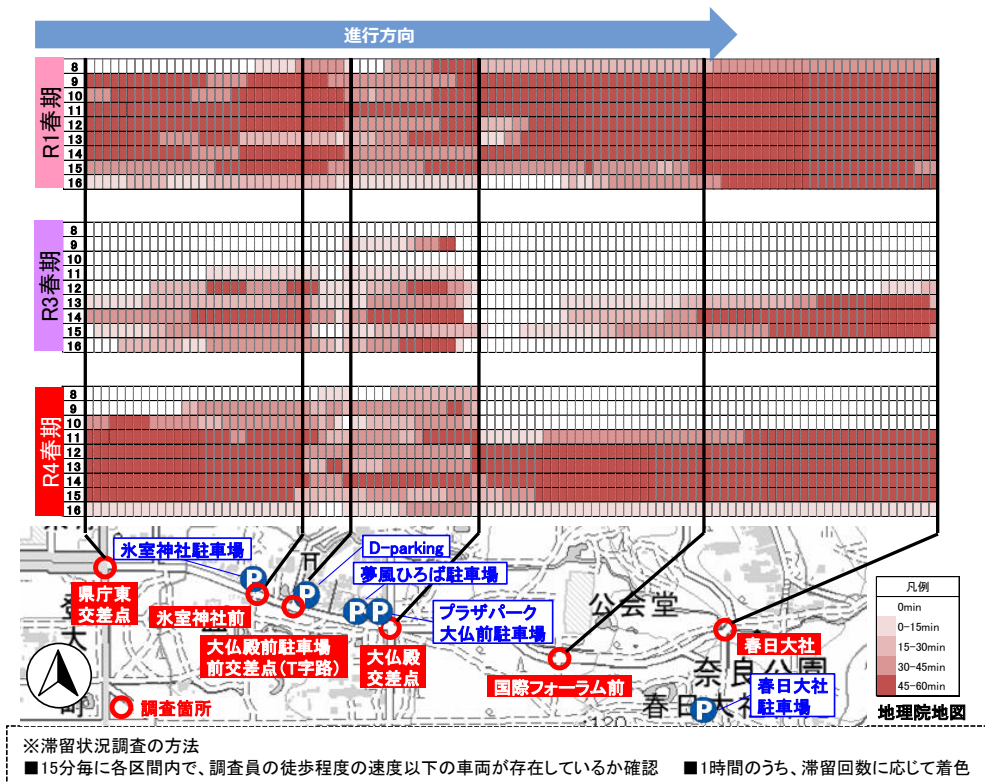 進行方向
R1春期
8
9
10
11
12
13
14
15
16
R3春期
8
9
10
11
12
13
14
15
16
R4春期
8
9
10
11
12
13
14
15
16
氷室神社駐車場
D-parking
夢風ひろば駐車場
プラザパーク
大仏前駐車場
県庁東
交差点
氷室神社前
大仏殿前駐車場
前交差点(T字路)
大仏殿
交差点
国際フォーラム前
春日大社
春日大社
駐車場
公会堂
奈良公園
春日大社
P
P
P
P
P
調査箇所
凡例
0min
0-15min
15-30min
30-45min
45-60min
地理院地図
※滞留状況調査の方法
■15分毎に各区間内で、調査員の徒歩程度の速度以下の車両が存在しているか確認 ■1時間のうち、滞留回数に応じて着色